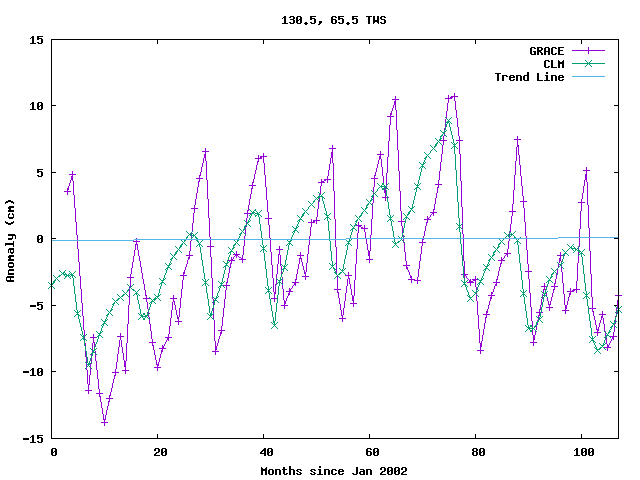 130.5, 65.5 TWS
GRACE
CLM
Trend Line
15
10
5
0
-5
-10
-15
Anomaly (cm)
0 20 40 60 80 100
Months since Jan 2002